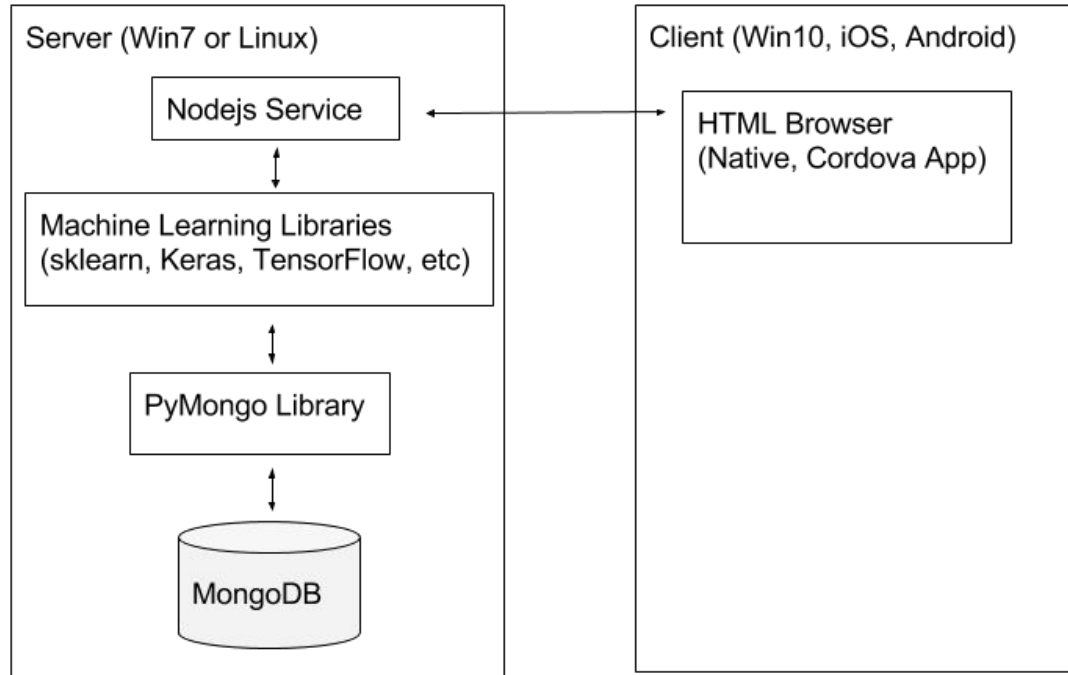 Server (Win7 or Linux)
Nodejs Service
Machine Learning Libraries
(sklearn, Keras, TensorFlow, etc)
PyMongo Library
MongoDB
Client (Win10, iOS, Android)
HTML Browser
(Native, Cordova App)